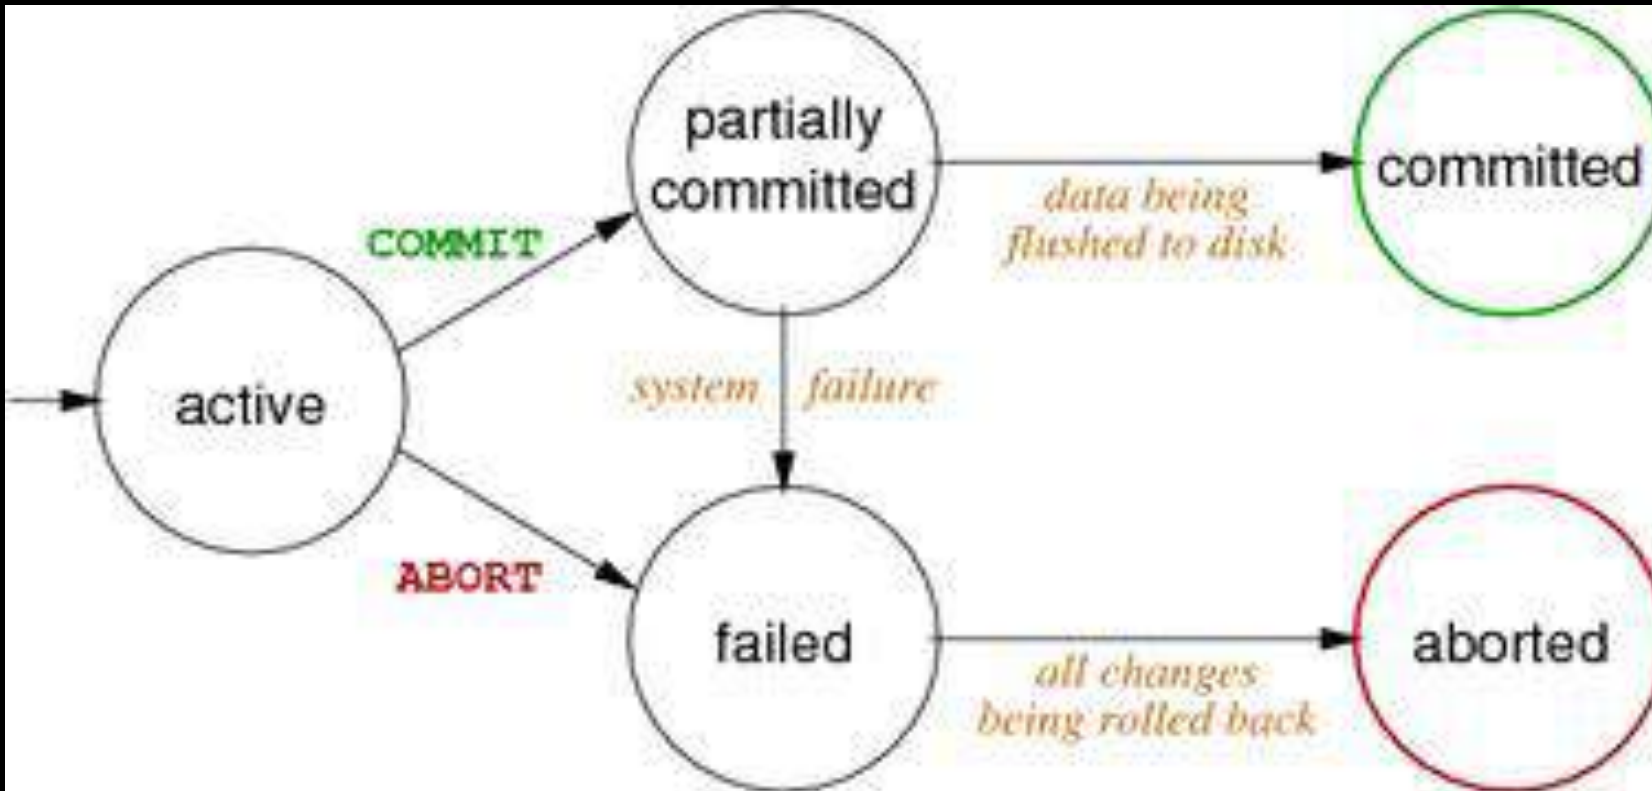 partially
committed
committed
data being
flushed to disk
COMMIT
active
system failure
ABORT
failed
aborted
all changes
being rolled back